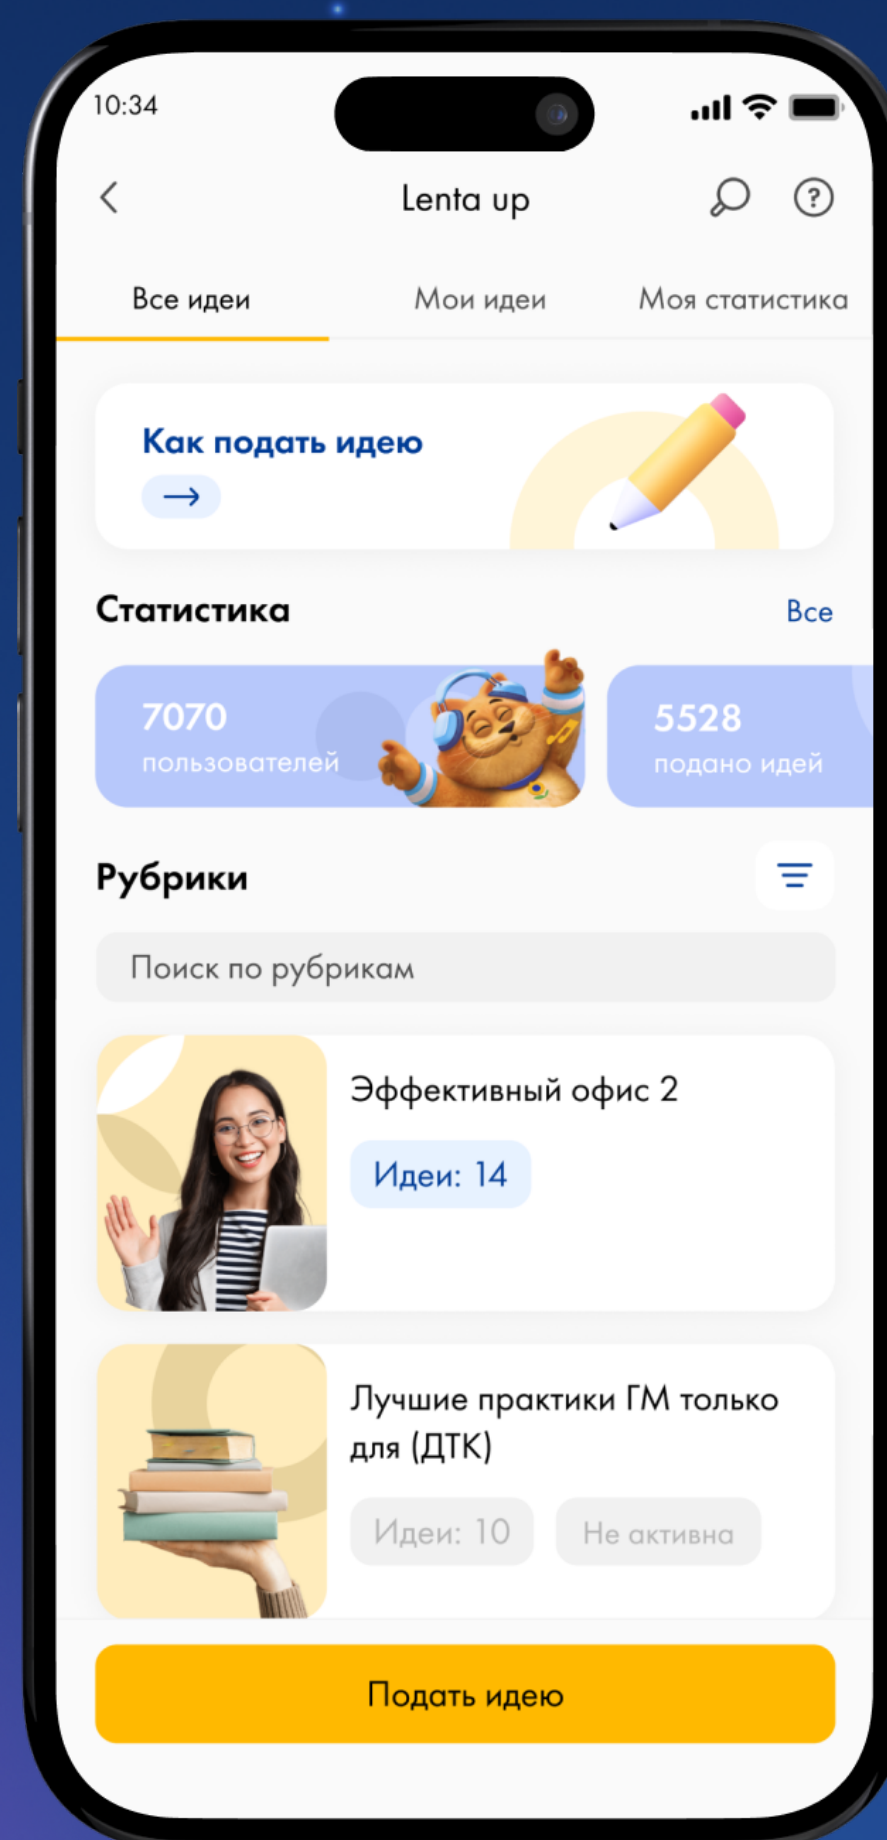 10:34
Lenta up
Все идеи
Мои идеи
Моя статистика
Как подать идею
Статистика
Все
7070
пользователей
5528
подано идей
Рубрики
Поиск по рубрикам
Эффективный офис 2
Идеи: 14
Лучшие практики ГМ только
для (ДТК)
Идеи: 10
Не активна
Подать идею